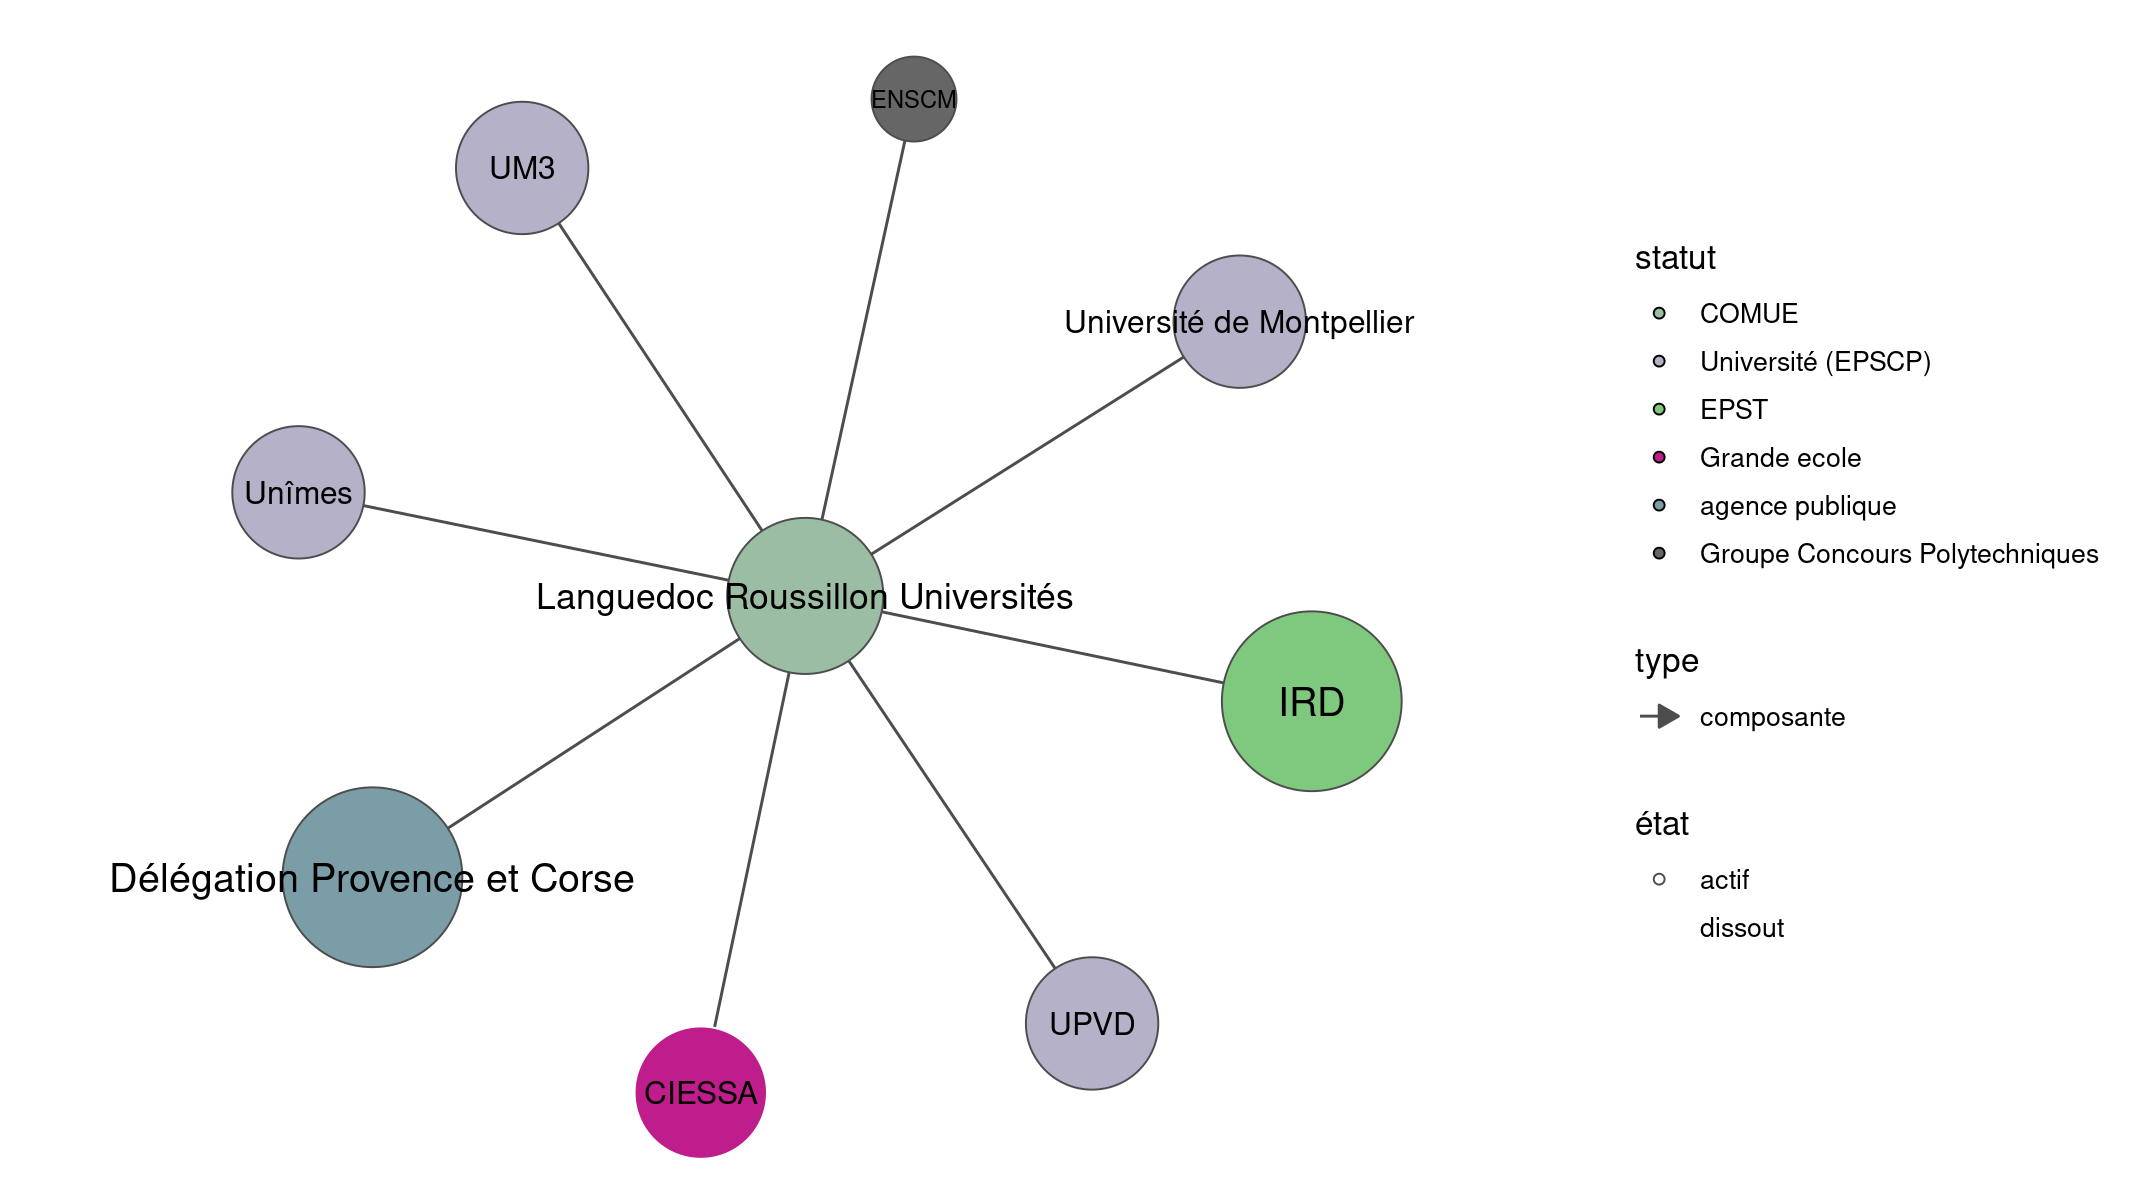 ENSCM
UM3
Université de Montpellier
Unîmes
Languedoc Roussillon Universités
IRD
Délégation Provence et Corse
UPVD
CIESSA
statut
COMUE
Université (EPSCP)
EPST
Grande ecole
agence publique
Groupe Concours Polytechniques
type
composante
état
actif
dissout